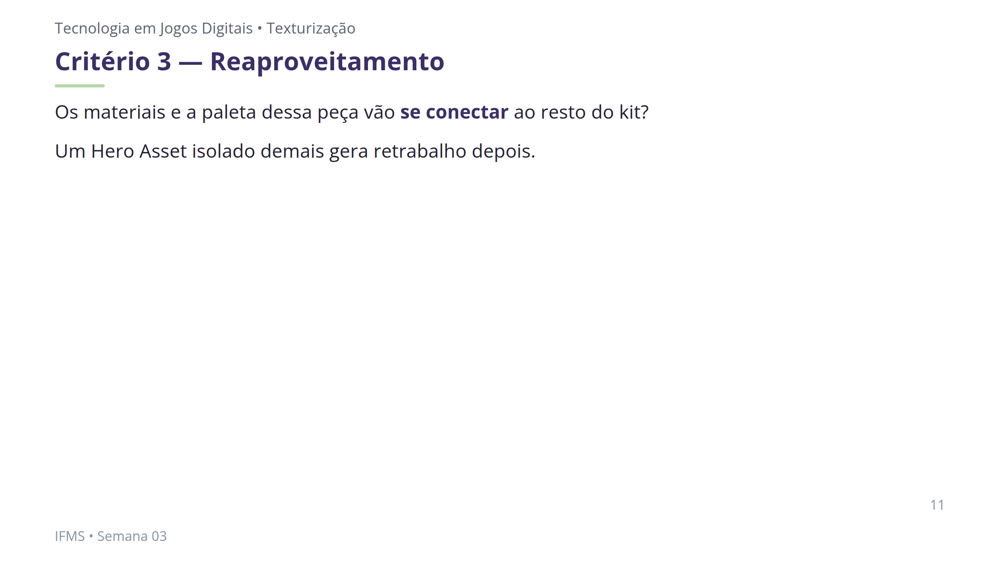 Tecnologia em Jogos Digitais • Texturização
Critério 3 — Reaproveitamento
Os materiais e a paleta dessa peça vão se conectar ao resto do kit?
Um Hero Asset isolado demais gera retrabalho depois.
11
IFMS • Semana 03